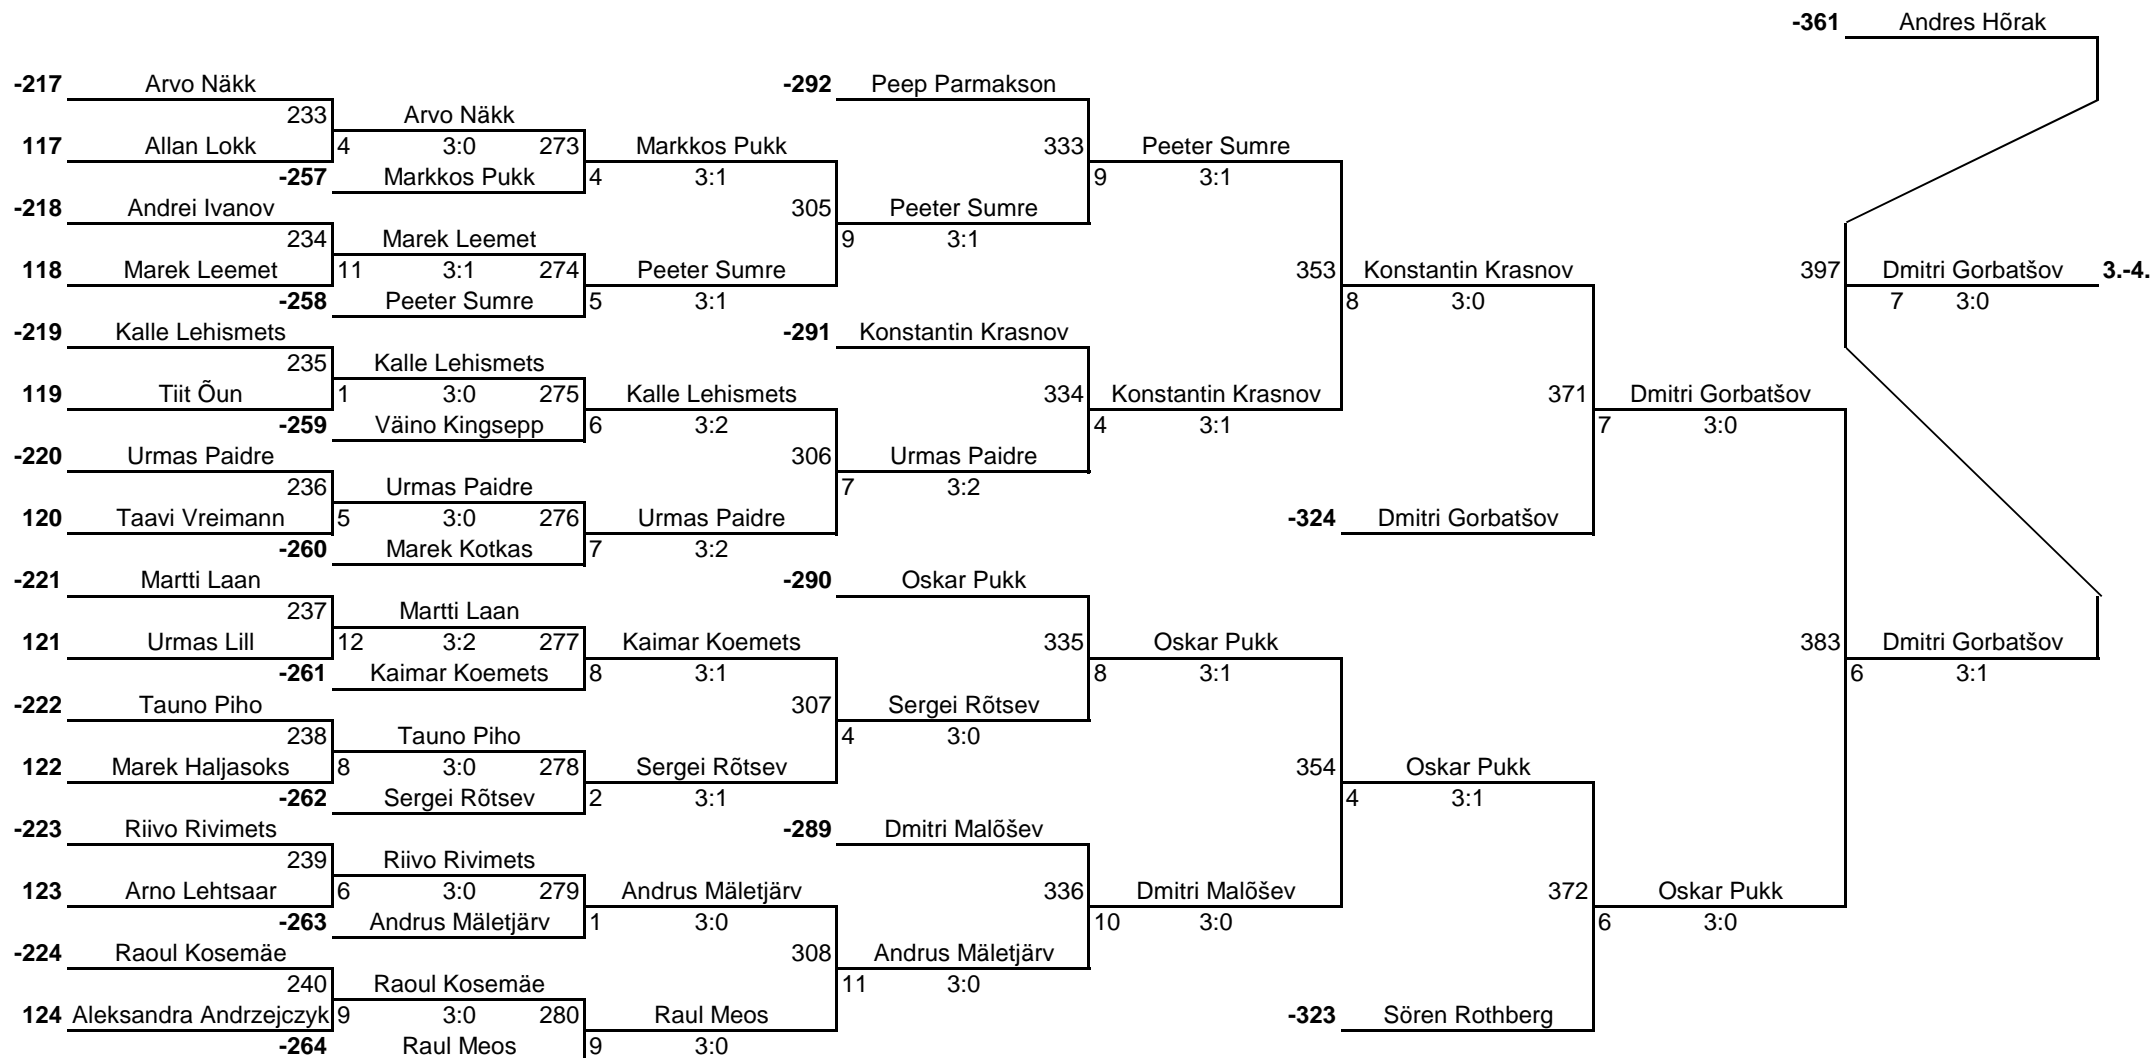 -361 Andres Hõrak
-217 Arvo Näkk -292 Peep Parmakson
233 Arvo Näkk
117 Allan Lokk 4 3:0 273 Markkos Pukk 333 Peeter Sumre
-257 Markkos Pukk 4 3:1 9 3:1
-218 Andrei Ivanov 305 Peeter Sumre
234 Marek Leemet 9 3:1
118 Marek Leemet 11 3:1 274 Peeter Sumre 353 Konstantin Krasnov 397 Dmitri Gorbatšov 3.-4.
-258 Peeter Sumre 5 3:1 8 3:0 7 3:0
-219 Kalle Lehismets -291 Konstantin Krasnov
235 Kalle Lehismets
119 Tiit Õun 1 3:0 275 Kalle Lehismets 334 Konstantin Krasnov 371 Dmitri Gorbatšov
-259 Väino Kingsepp 6 3:2 4 3:1 7 3:0
-220 Urmas Paidre 306 Urmas Paidre
236 Urmas Paidre 7 3:2
120 Taavi Vreimann 5 3:0 276 Urmas Paidre -324 Dmitri Gorbatšov
-260 Marek Kotkas 7 3:2
-221 Martti Laan -290 Oskar Pukk
237 Martti Laan
121 Urmas Lill 12 3:2 277 Kaimar Koemets 335 Oskar Pukk 383 Dmitri Gorbatšov
-261 Kaimar Koemets 8 3:1 8 3:1 6 3:1
-222 Tauno Piho 307 Sergei Rõtsev
238 Tauno Piho 4 3:0
122 Marek Haljasoks 8 3:0 278 Sergei Rõtsev 354 Oskar Pukk
-262 Sergei Rõtsev 2 3:1 4 3:1
-223 Riivo Rivimets -289 Dmitri Malõšev
239 Riivo Rivimets
123 Arno Lehtsaar 6 3:0 279 Andrus Mäletjärv 336 Dmitri Malõšev 372 Oskar Pukk
-263 Andrus Mäletjärv 1 3:0 10 3:0 6 3:0
-224 Raoul Kosemäe 308 Andrus Mäletjärv
240 Raoul Kosemäe 11 3:0
124 Aleksandra Andrzejczyk 9 3:0 280 Raul Meos -323 Sören Rothberg
-264 Raul Meos 9 3:0